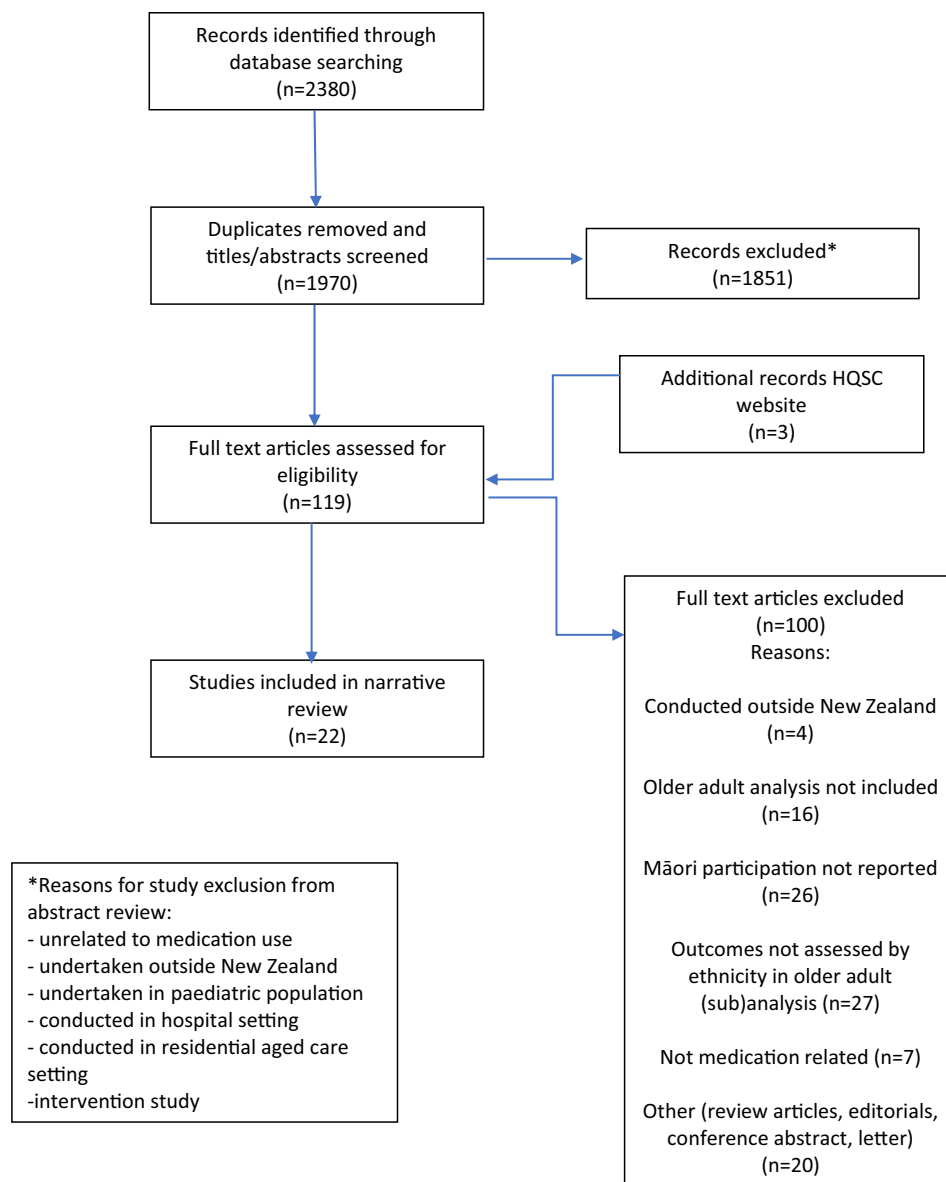 Records identified through
database searching
(n=2380)
Duplicates removed and
titles/abstracts screened
(n=1970)
Records excluded*
(n=1851)
Additional records HQSC
website
(n=3)
Full text articles assessed for
eligibility
(n=119)
Full text articles excluded
(n=100)
Reasons:
Conducted outside New Zealand
(n=4)
Older adult analysis not included
(n=16)
Māori participation not reported
(n=26)
Outcomes not assessed by
ethnicity in older adult
(sub)analysis (n=27)
Not medication related (n=7)
Other (review articles, editorials,
conference abstract, letter)
(n=20)
Studies included in narrative
review
(n=22)
*Reasons for study exclusion from
abstract review:
- unrelated to medication use
- undertaken outside New Zealand
- undertaken in paediatric population
- conducted in hospital setting
- conducted in residential aged care
setting
-intervention study